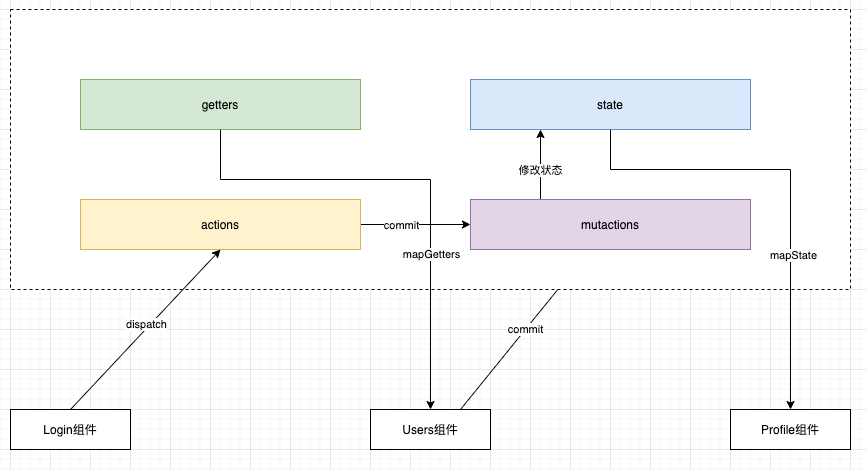 getters
state
修改状态
actions
commit
mutactions
mapGetters
mapState
dispatch
commit
Login组件
Users组件
Profile组件